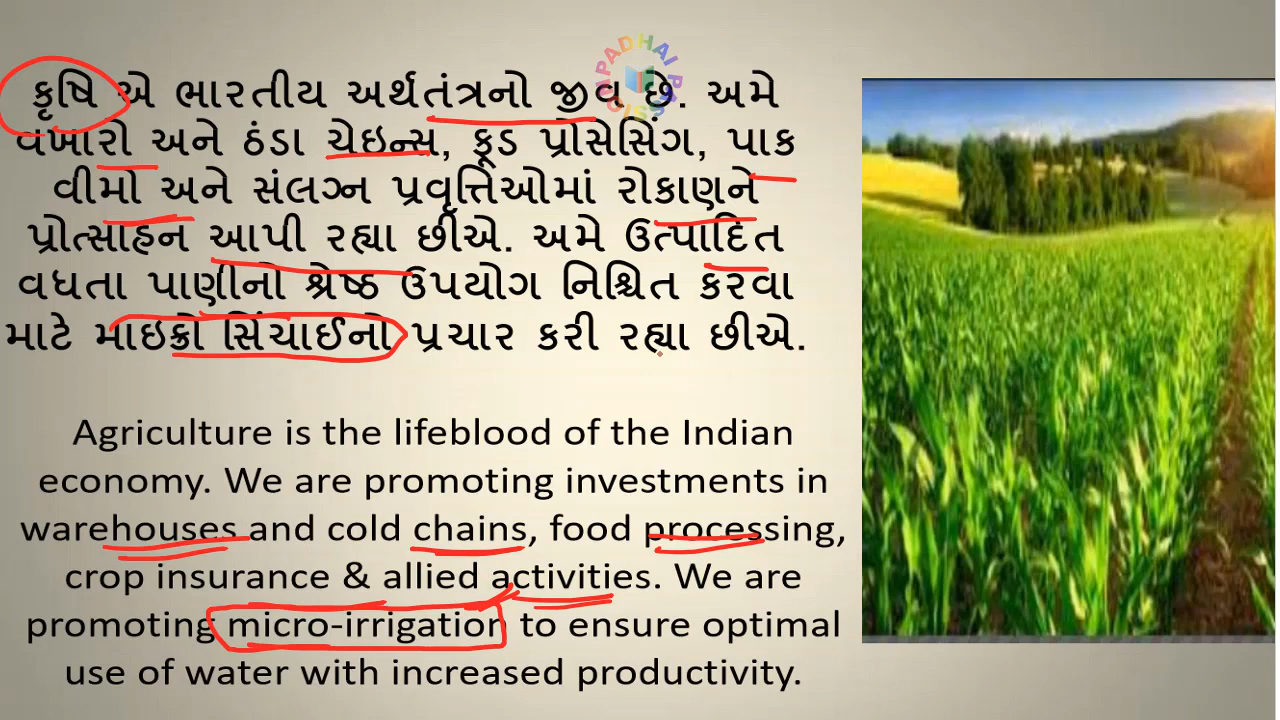 કૃષિ એ ભારતીય અર્થતંત્રનો જીવ છે. અમે
વખારો અને ઠંડા ચેઇન્સ, ફૂડ પ્રોસેસિંગ, પાક
વીમો અને સંલગ્ન પ્રવૃત્તિઓમાં રોકાણને
પ્રોત્સાહન આપી રહ્યા છીએ. અમે ઉત્પાદિત
વધતા પાણીનો શ્રેષ્ઠ ઉપયોગ નિશ્ચિત કરવા
માટે માઇક્રો સિંચાઈનો પ્રચાર કરી રહ્યા છીએ.
Agriculture is the lifeblood of the Indian
economy. We are promoting investments in
warehouses and cold chains, food processing,
crop insurance & allied activities. We are
promoting micro-irrigation to ensure optimal
use of water with increased productivity.